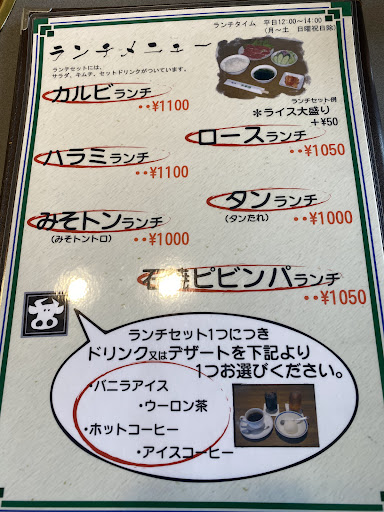 ランチメニュー
ランチタイム　平日12:00～14:00
(月～土　日曜祝日除)
ランチセットには、
サラダ、キムチ、セットドリンクがついています。
カルビランチ
・・¥1100
ランチセット例
＊ライス大盛り
+¥50
ロースランチ
・・¥1050
ハラミランチ
・・¥1100
タンランチ
(タンたれ)
・・¥1000
みそトンランチ
(みそトントロ)
・・¥1000
石焼ピビンパランチ
・・¥1050
ランチセット1つにつき
ドリンク又はデザートを下記より
1つお選びください。
・バニラアイス
・ウーロン茶
・ホットコーヒー
・アイスコーヒー